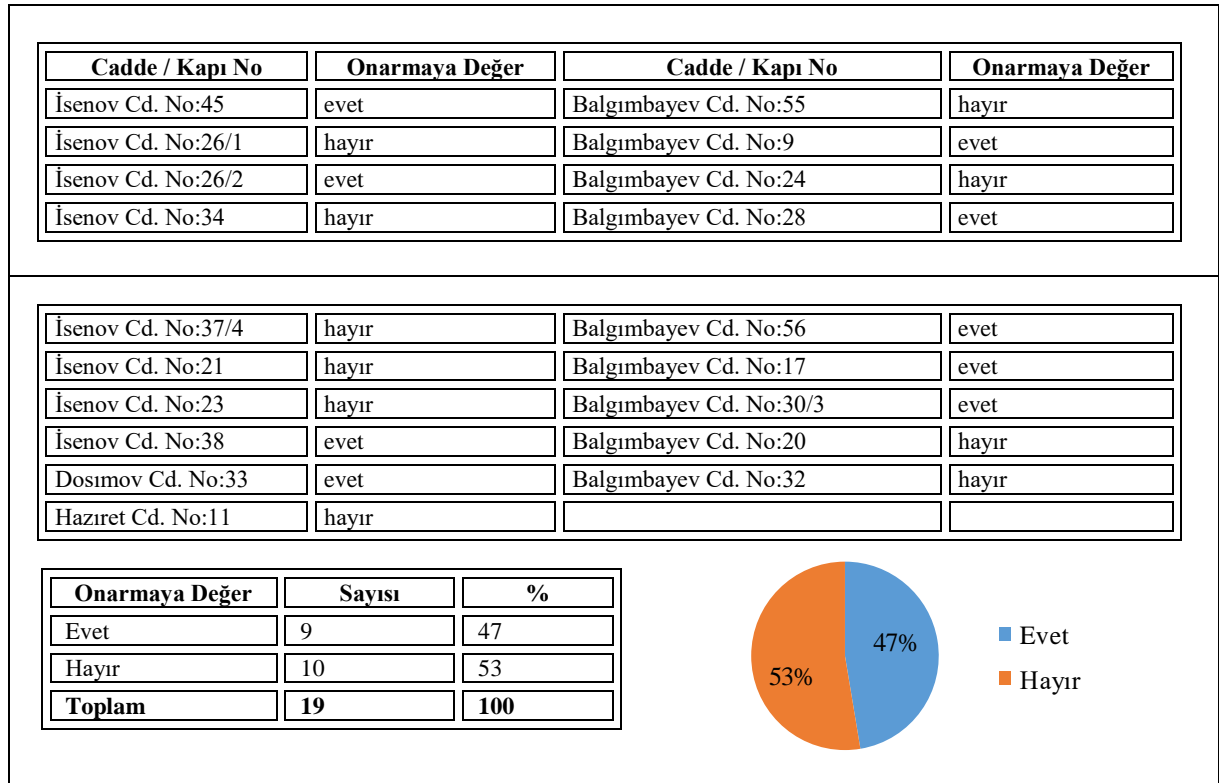 Cadde / Kapı No Onarmaya Değer Cadde / Kapı No Onarmaya Değer
İsenov Cd. No:45 evet Balgımbayev Cd. No:55 hayır
İsenov Cd. No:26/1 hayır Balgımbayev Cd. No:9 evet
İsenov Cd. No:26/2 evet Balgımbayev Cd. No:24 hayır
İsenov Cd. No:34 hayır Balgımbayev Cd. No:28 evet
İsenov Cd. No:37/4 hayır Balgımbayev Cd. No:56 evet
İsenov Cd. No:21 hayır Balgımbayev Cd. No:17 evet
İsenov Cd. No:23 hayır Balgımbayev Cd. No:30/3 evet
İsenov Cd. No:38 evet Balgımbayev Cd. No:20 hayır
Dosımov Cd. No:33 evet Balgımbayev Cd. No:32 hayır
Hazıret Cd. No:11 hayır
Onarmaya Değer Sayısı %
Evet 9 47
Hayır 10 53
Toplam 19 100
47%
53%
Evet
Hayır